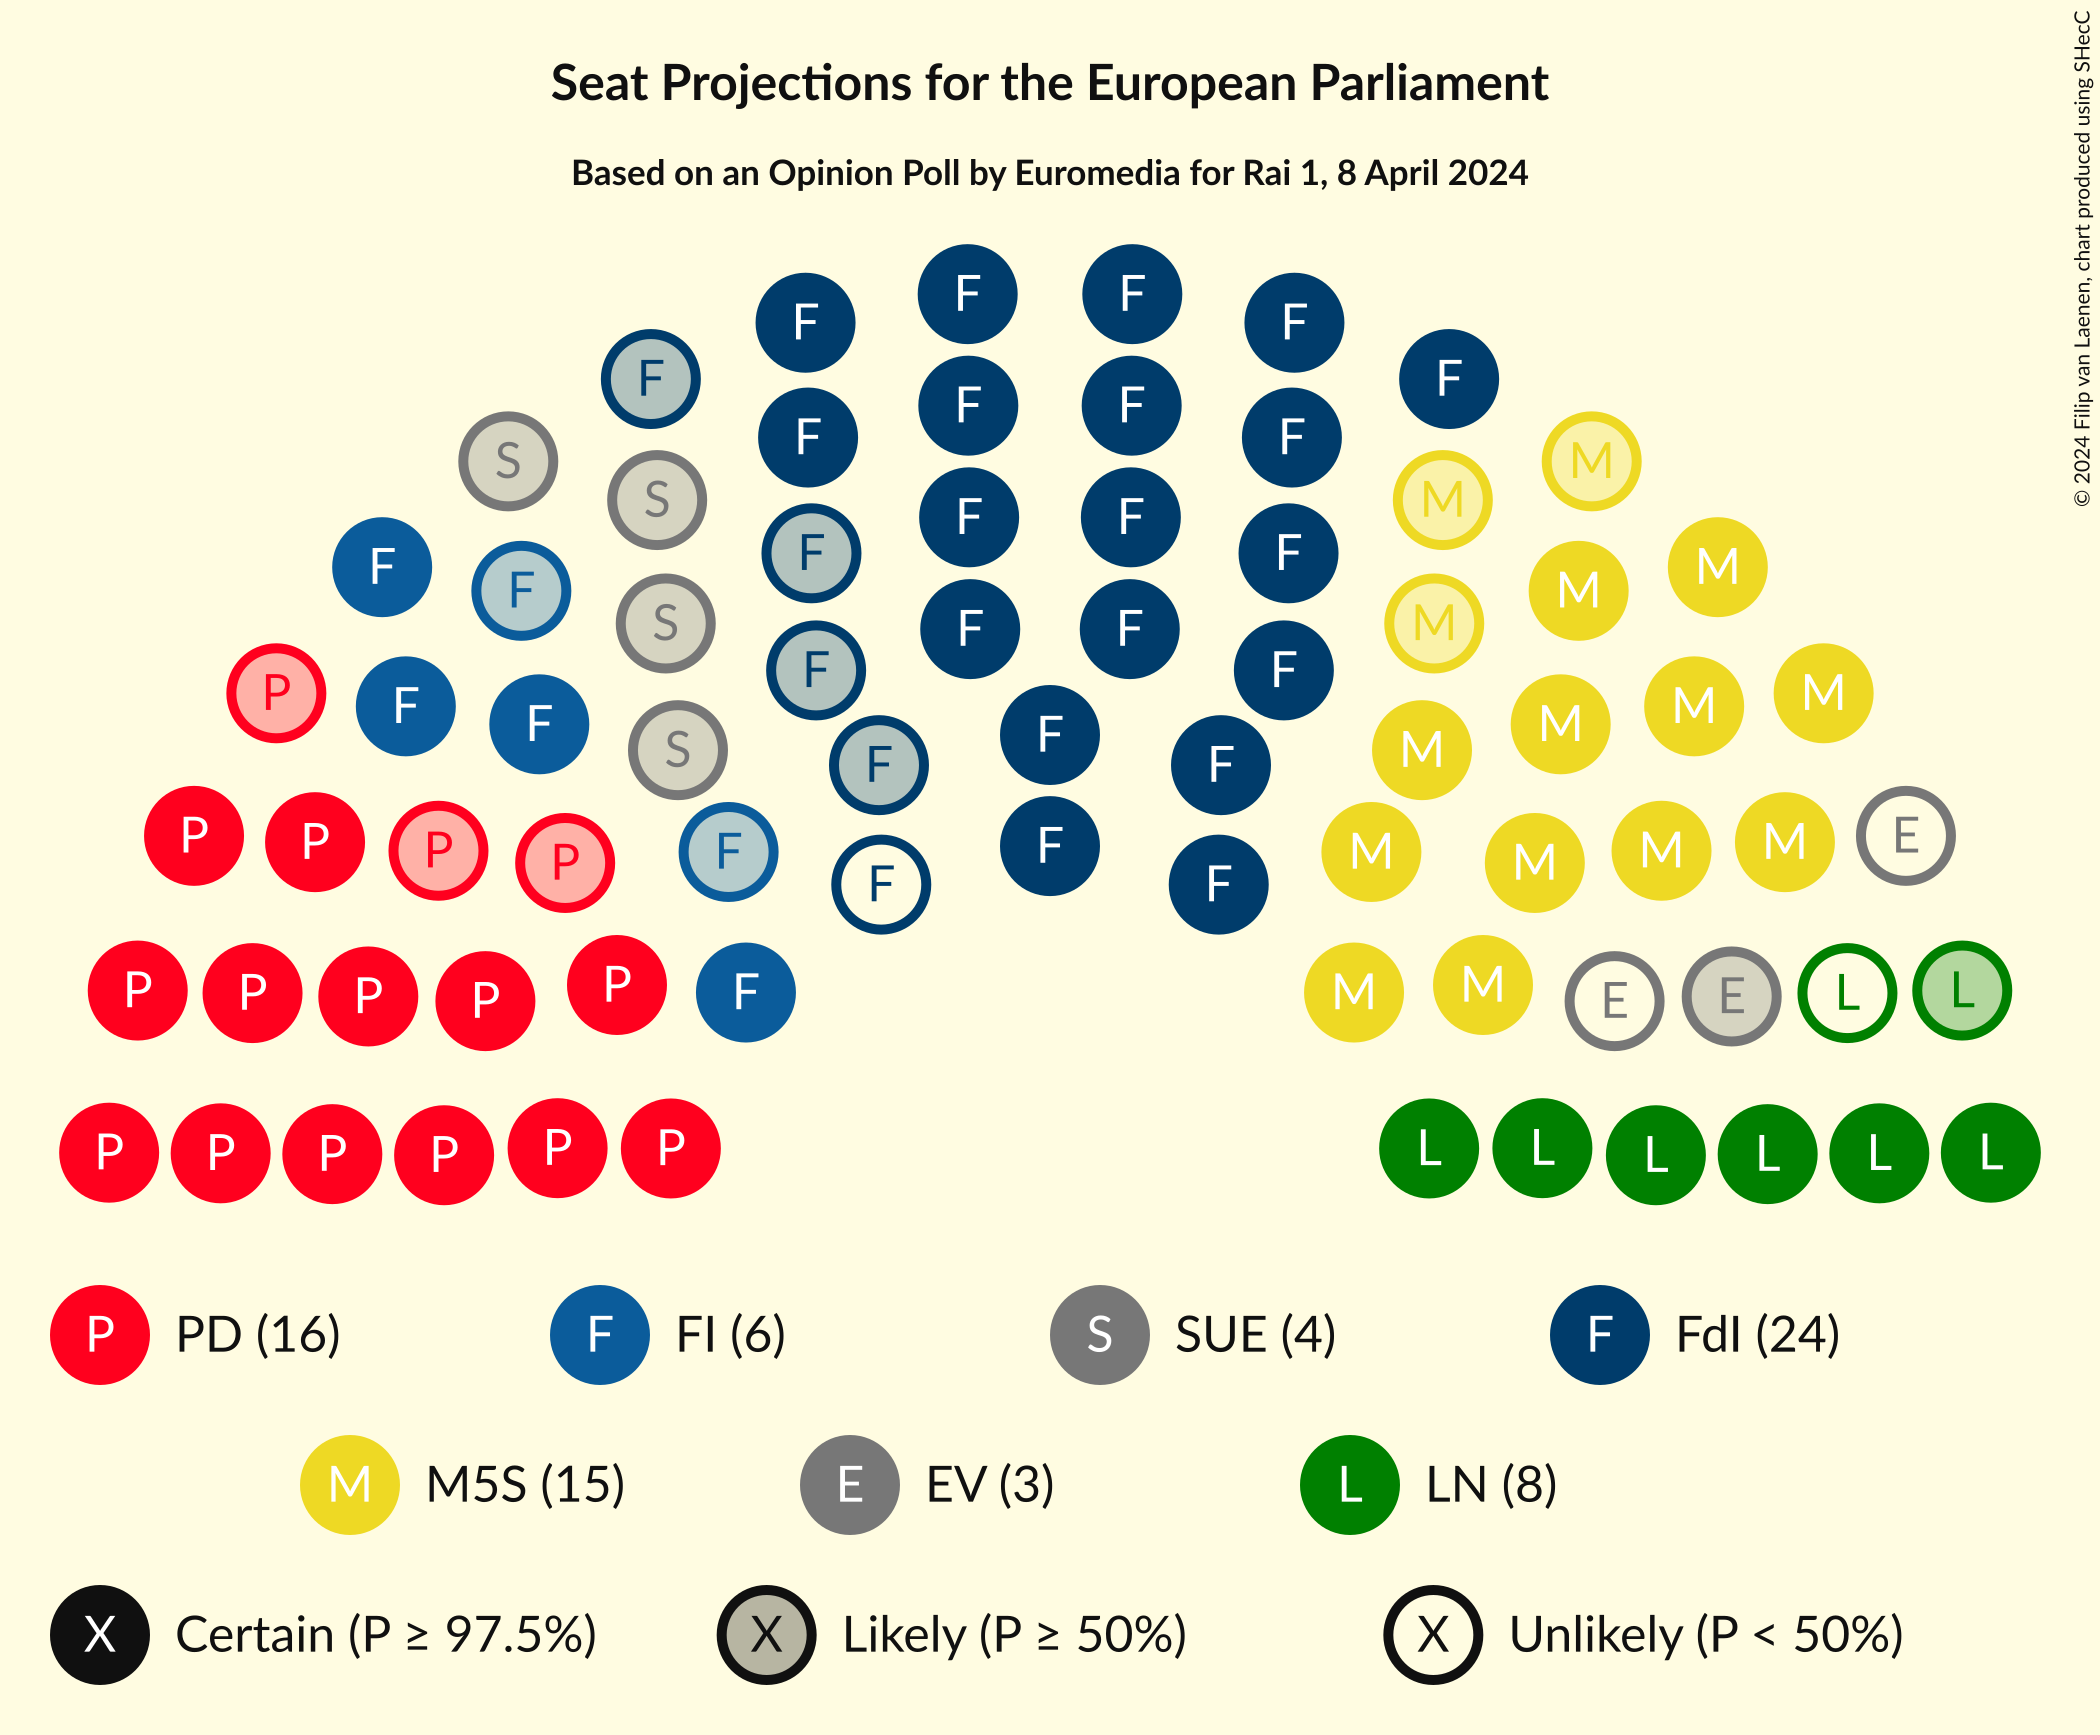 Seat Projections for the European Parliament
Based on an Opinion Poll by Euromedia for Rai 1, 8 April 2024
© 2024 Filip van Laenen, chart produced using SHecC
F F F F
F F
F F F F
S M
S M
F F F F
F F M M
S M
F F F F
P F F M M M
F F F
S M
P P P P F F F F M M M M E
P P P P P F M M E E L L
P P P P P P L L L L L L
P PD (16) F FI (6) S SUE (4) F FdI (24)
M M5S (15) E EV (3) L LN (8)
X Certain (P ≥ 97.5%) X Likely (P ≥ 50%) X Unlikely (P < 50%)